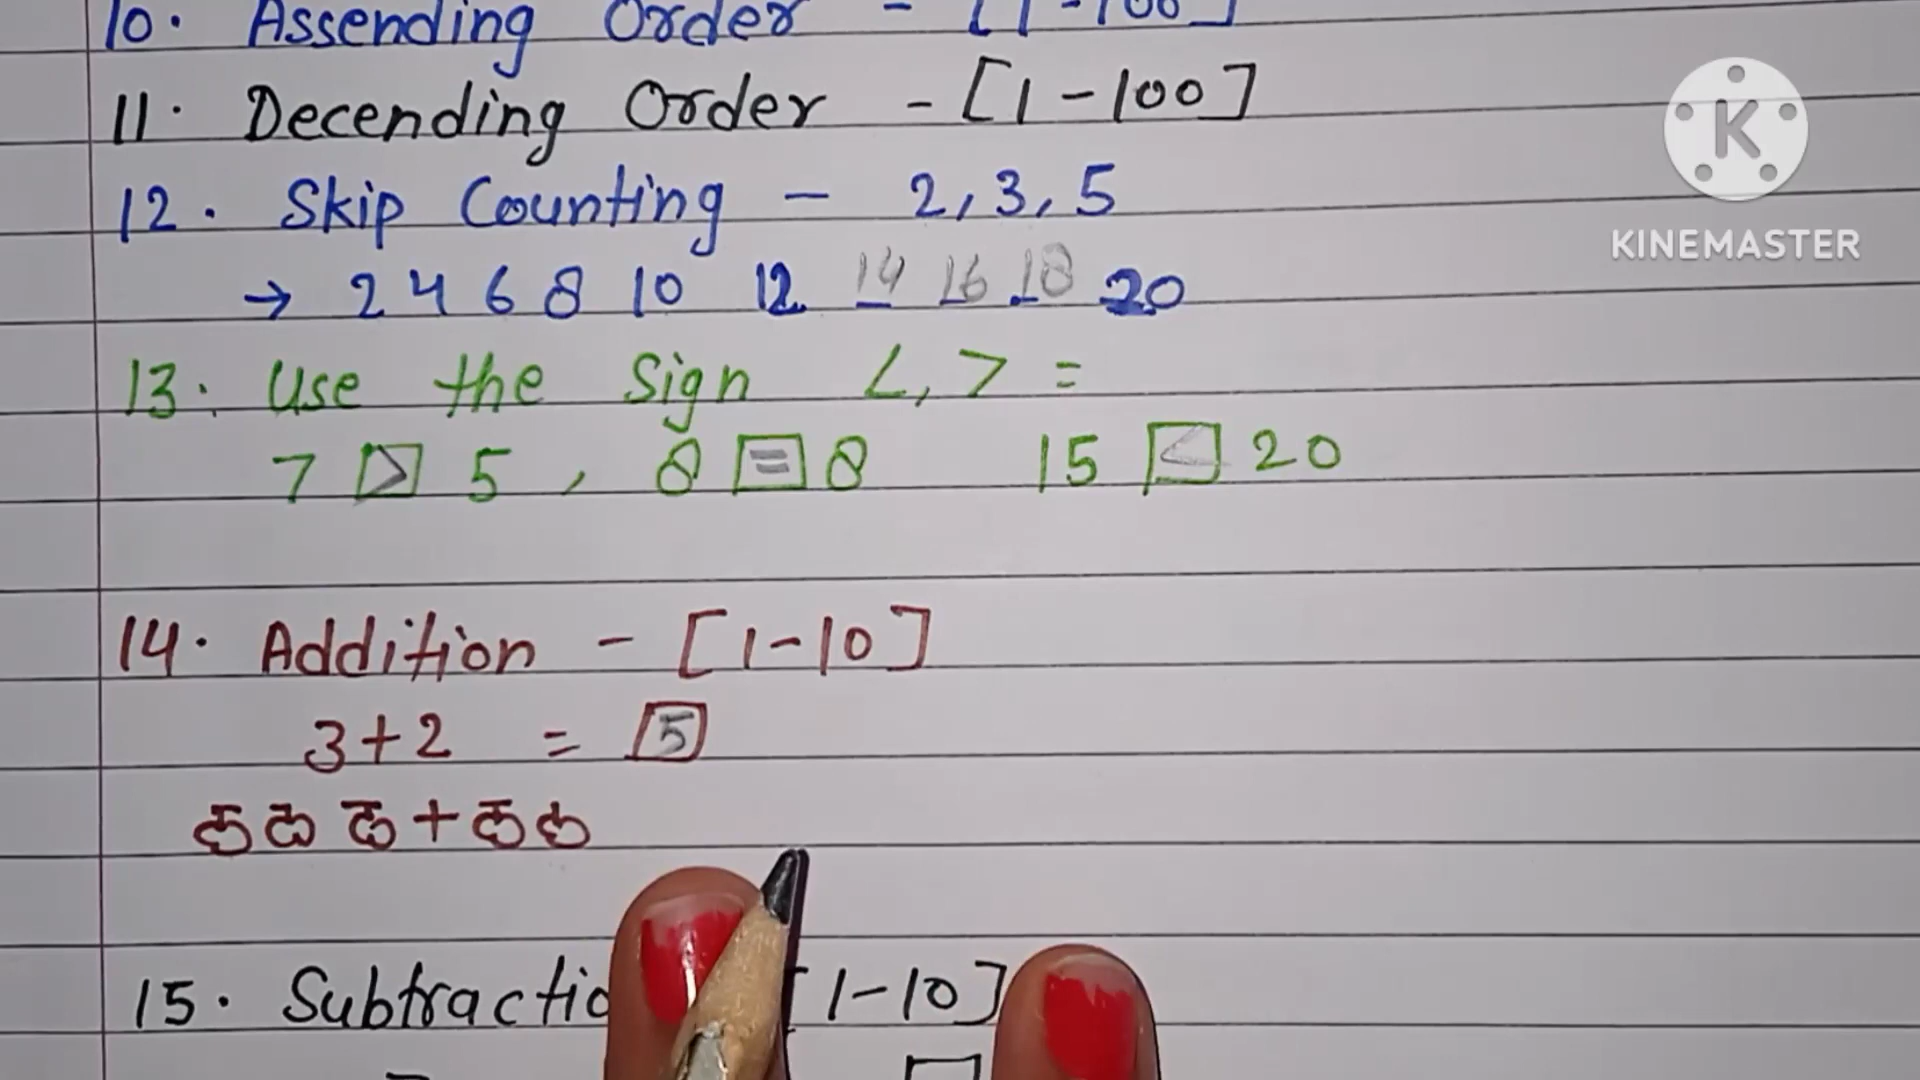 10. Assending Order - [1-100]
11. Decending Order - [1-100]
12. Skip Counting - 2, 3, 5
→ 2 4 6 8 10 12 14 16 18 20
13. Use the Sign <, > =
7 > 5 , 8 = 8 15 < 20
14. Addition - [1-10]
3+2 = 5
+
15. Subtractio [1-10]
K
KINEMASTER